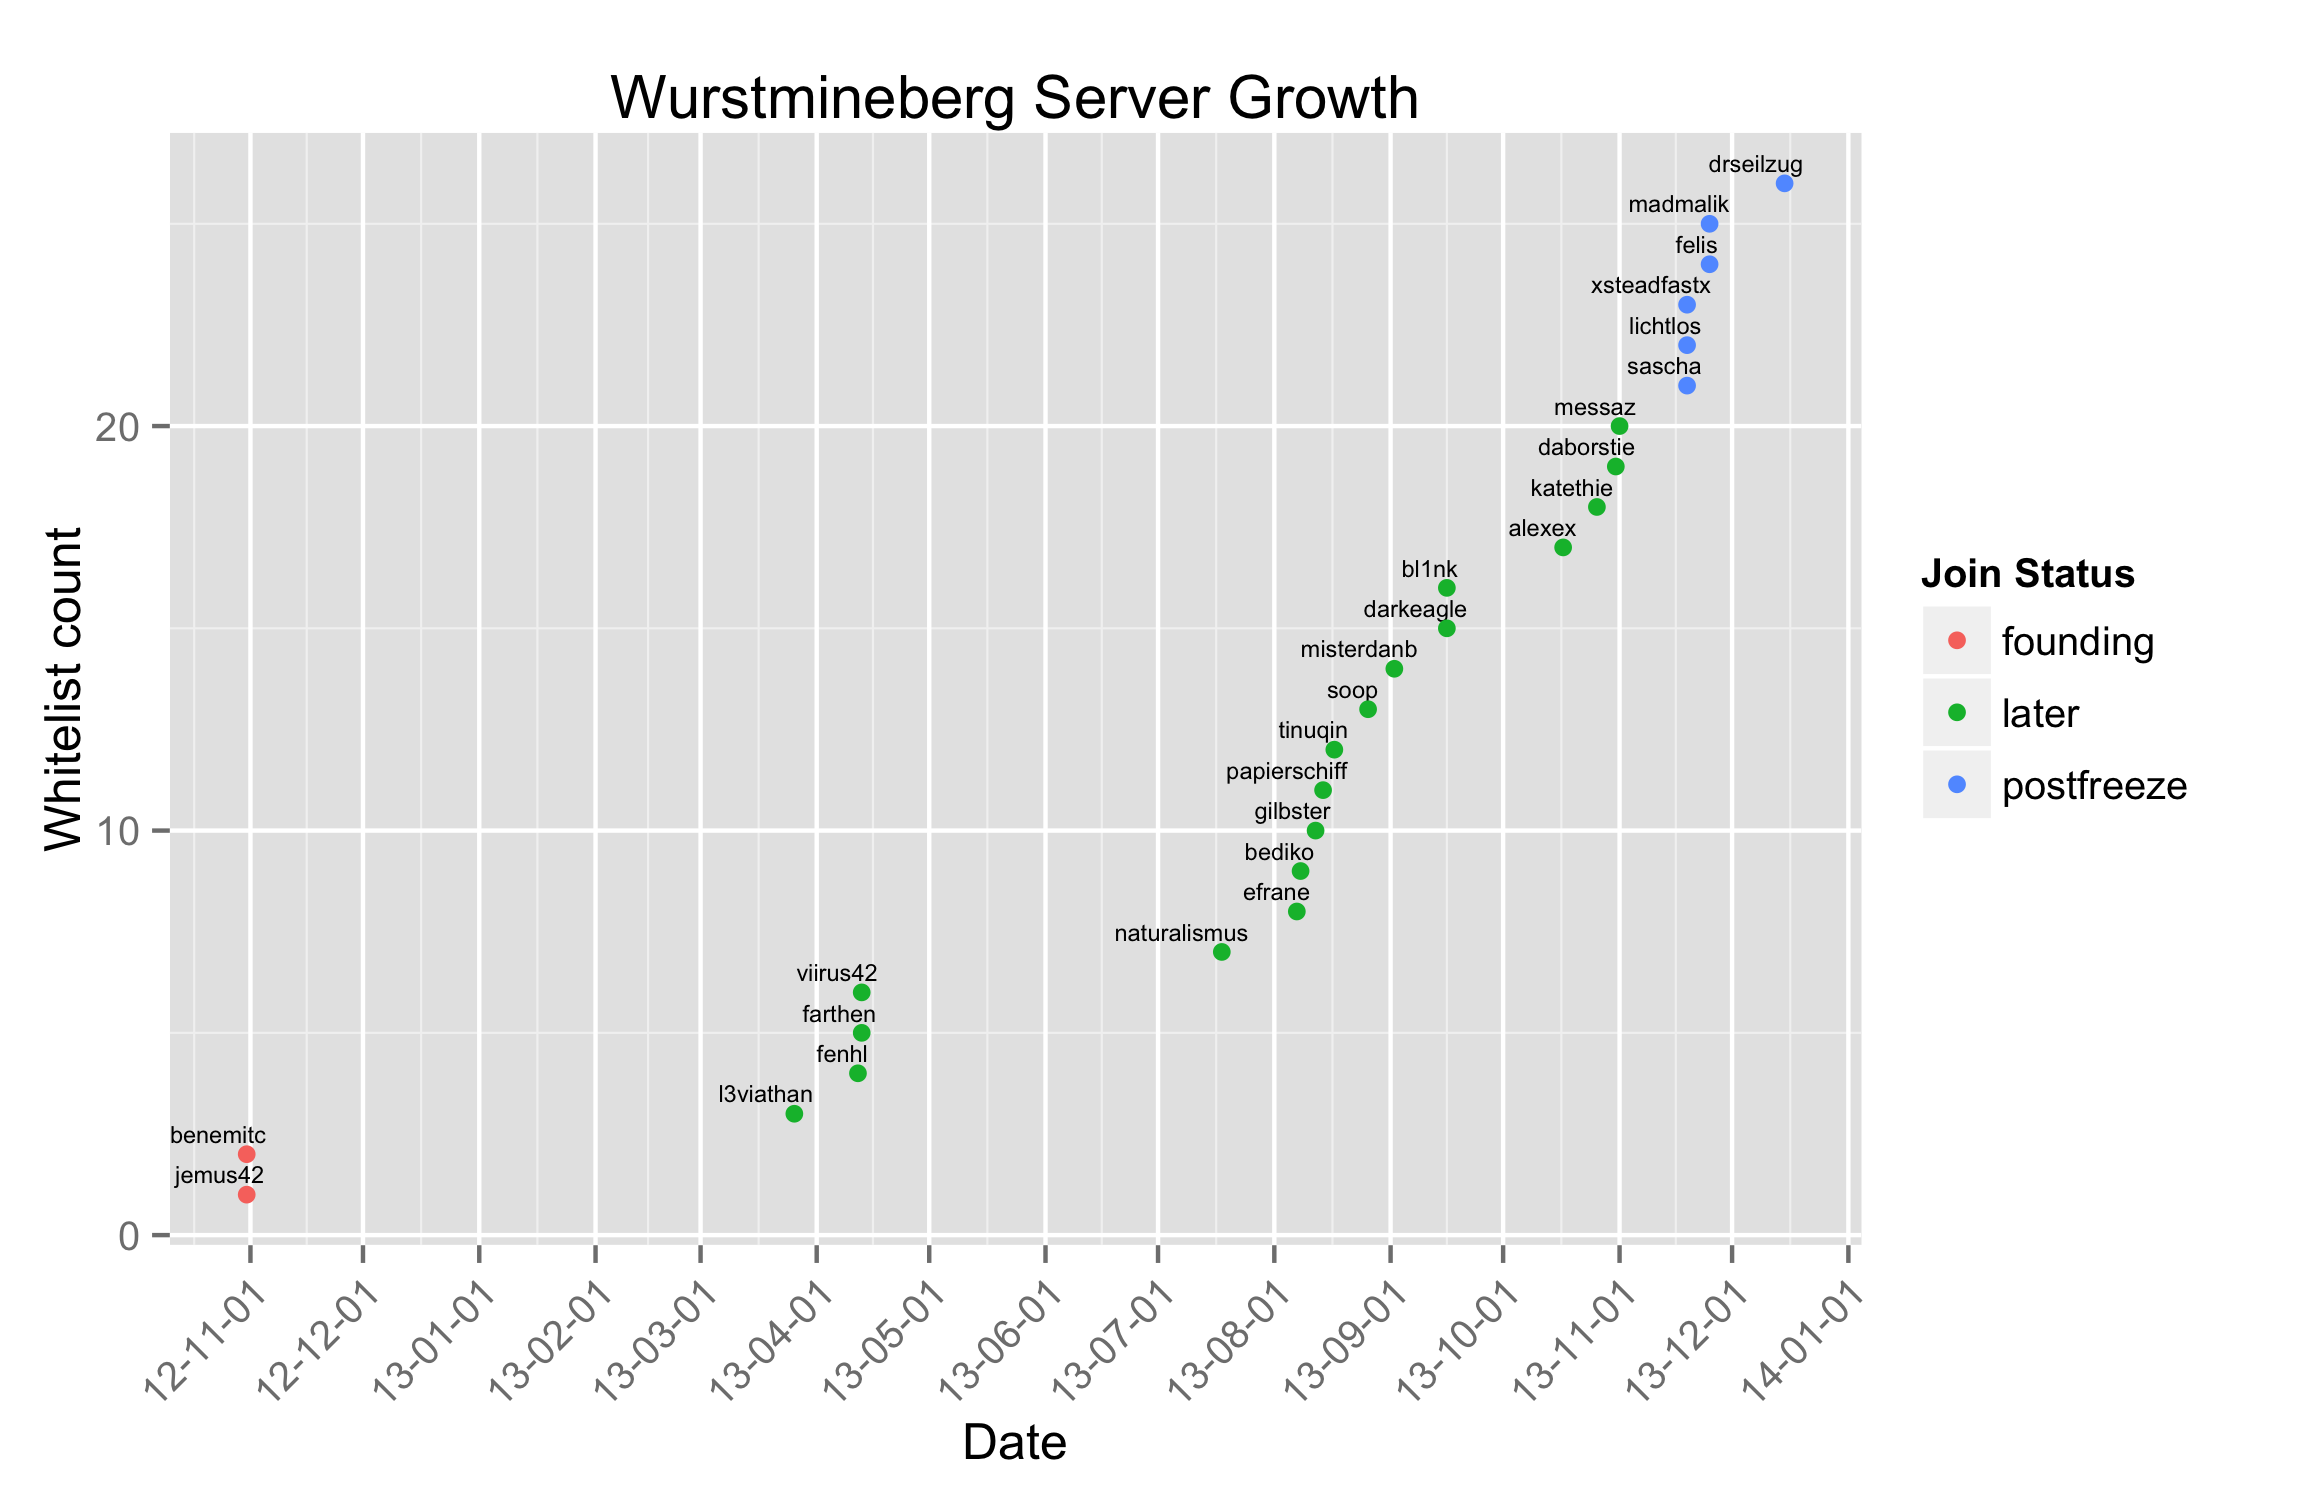 Wurstmineberg Server Growth
drseilzug
madmalik
felis
xsteadfastx
lichtlos
sascha
messaz
daborstie
katethie
alexex
bl1nk
darkeagle
misterdanb
soop
tinuqin
papierschiff
gilbster
bediko
efrane
naturalismus
viirus42
farthen
fenhl
l3viathan
benemitc
jemus42
20
10
0
Whitelist count
12-11-01
12-12-01
13-01-01
13-02-01
13-03-01
13-04-01
13-05-01
13-06-01
13-07-01
13-08-01
13-09-01
13-10-01
13-11-01
13-12-01
14-01-01
Date
Join Status
founding
later
postfreeze